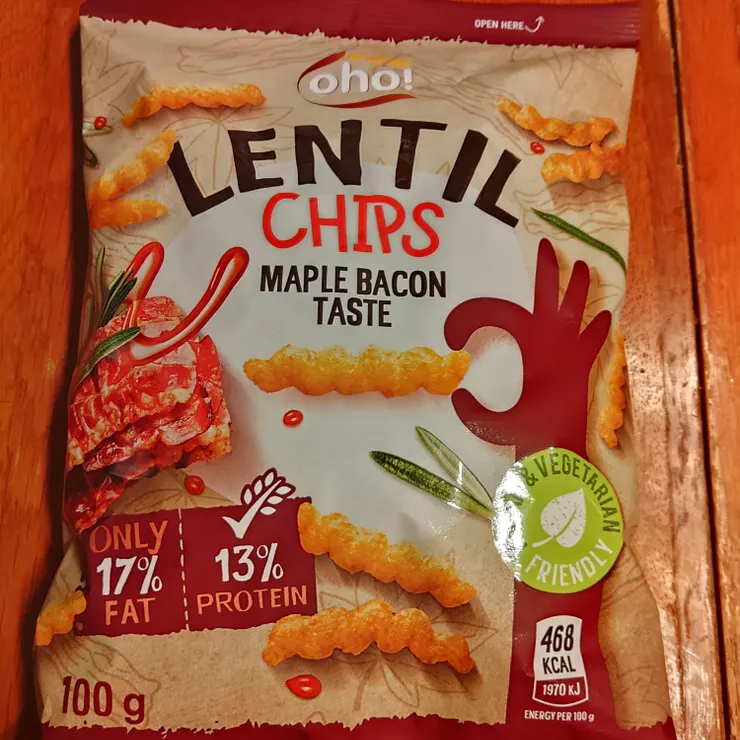 OPEN HERE
oho!
LENTIL
CHIPS
MAPLE BACON
TASTE
ONLY
17%
FAT
13%
PROTEIN
& VEGETARIAN
FRIENDLY
468
KCAL
1970 KJ
ENERGY PER 100 g
100 g